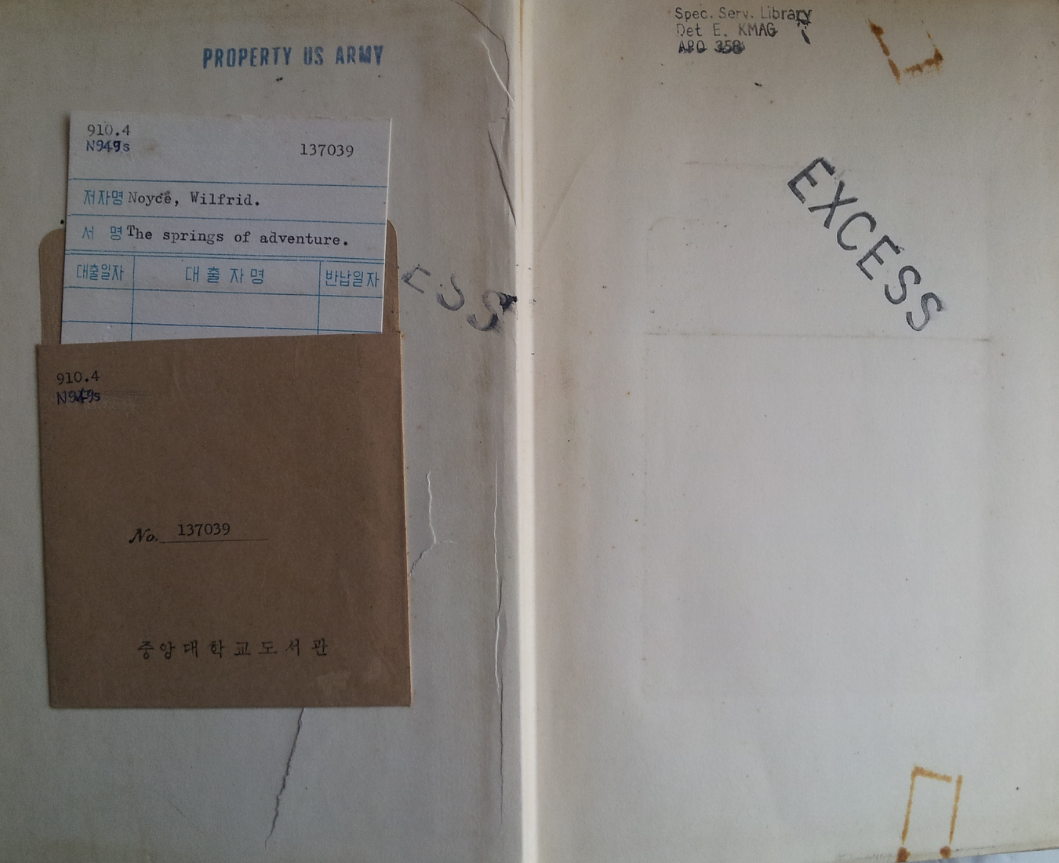 PROPERTY US ARMY
910.4
N949s
137039
저자명 Noyce, Wilfrid.
서 명 The springs of adventure.
대출일자 대출자명 반납일자
ESS
910.4
N949s
No. 137039
중앙대학교도서관
Spec. Serv. Library
Det E. KMAG
APO 358
EXCESS